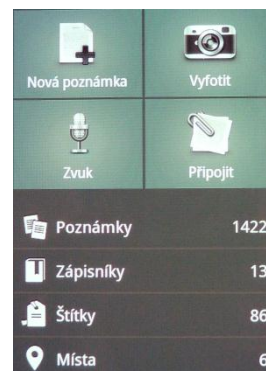 Nová poznámka
Vyfotit
Zvuk
Připojit
Poznámky 1422
Zápisníky 13
Štítky 86
Místa 6